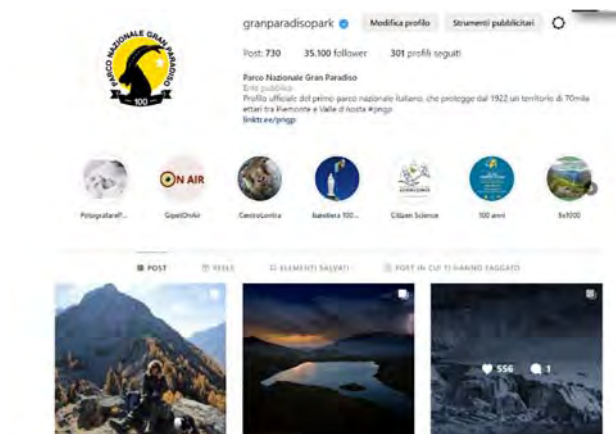 granparadisopark Modifica profilo Strumenti pubblicitari
Post: 730 35.100 follower 301 profili seguiti
PARCO NAZIONALE GRAN PARADISO
100
Parco Nazionale Gran Paradiso
Ente pubblico
Profilo ufficiale del primo parco nazionale italiano, che protegge dal 1922 un territorio di 70mila
ettari tra Piemonte e Valle d'Aosta #pngp
linktr.ee/pngp
ON AIR
FotografareP... GipetiOnAir CentroLontra bandiera 100... Citizen Science 100 anni 5x1000
POST REELS ELEMENTI SALVATI POST IN CUI TI HANNO TAGGATO
556 1